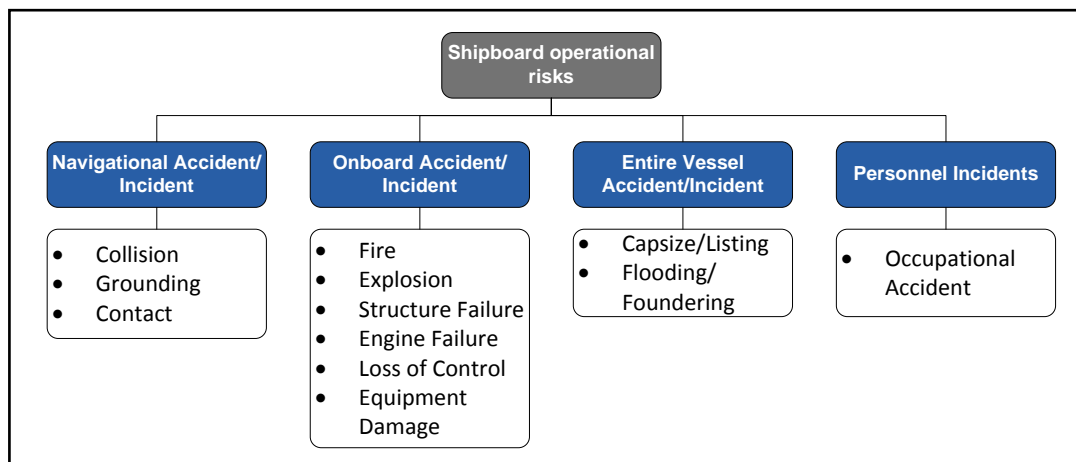 Shipboard operational
risks
Navigational Accident/
Incident
Onboard Accident/
Incident
Entire Vessel
Accident/Incident
Personnel Incidents
• Collision
• Grounding
• Contact
• Fire
• Explosion
• Structure Failure
• Engine Failure
• Loss of Control
• Equipment
Damage
• Capsize/Listing
• Flooding/
Foundering
• Occupational
Accident